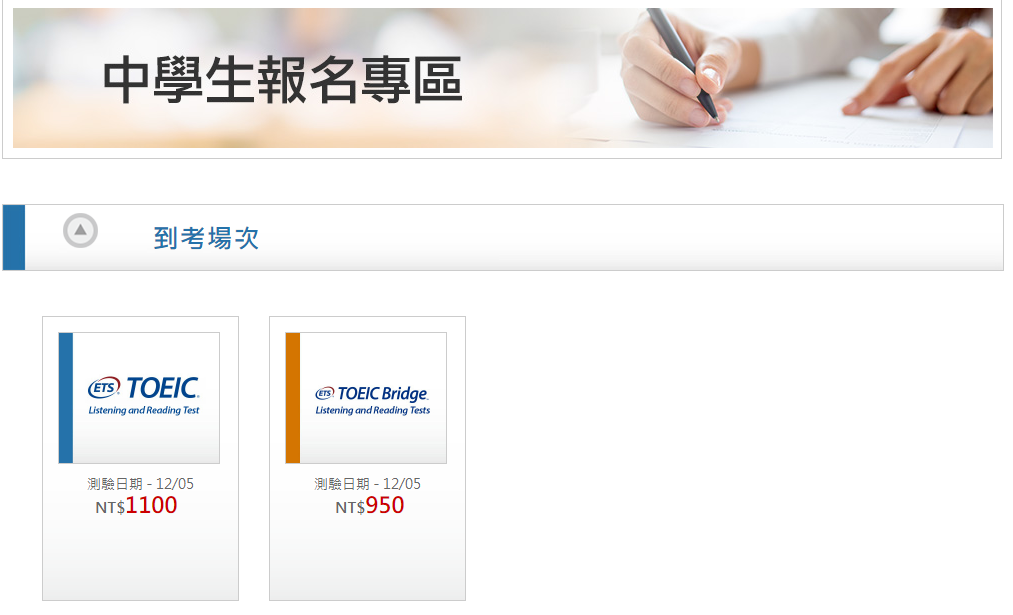 中學生報名專區
到考場次
ETS TOEIC
Listening and Reading Test
測驗日期 - 12/05
NT$1100
ETS TOEIC Bridge
Listening and Reading Tests
測驗日期 - 12/05
NT$950